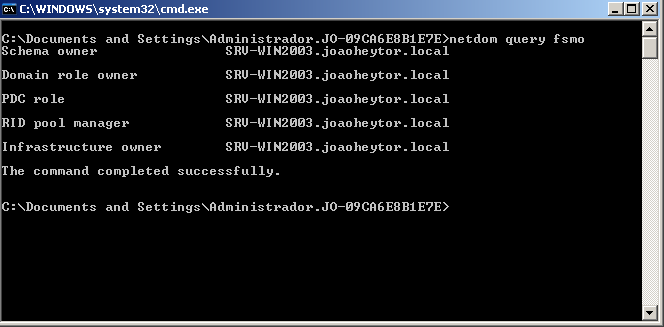 C:\WINDOWS\system32\cmd.exe
C:\Documents and Settings\Administrador.JO-09CA6E8B1E7E>netdom query fsmo
Schema owner                SRV-WIN2003.joaoheytor.local
Domain role owner           SRV-WIN2003.joaoheytor.local
PDC role                    SRV-WIN2003.joaoheytor.local
RID pool manager            SRV-WIN2003.joaoheytor.local
Infrastructure owner        SRV-WIN2003.joaoheytor.local
The command completed successfully.
C:\Documents and Settings\Administrador.JO-09CA6E8B1E7E>